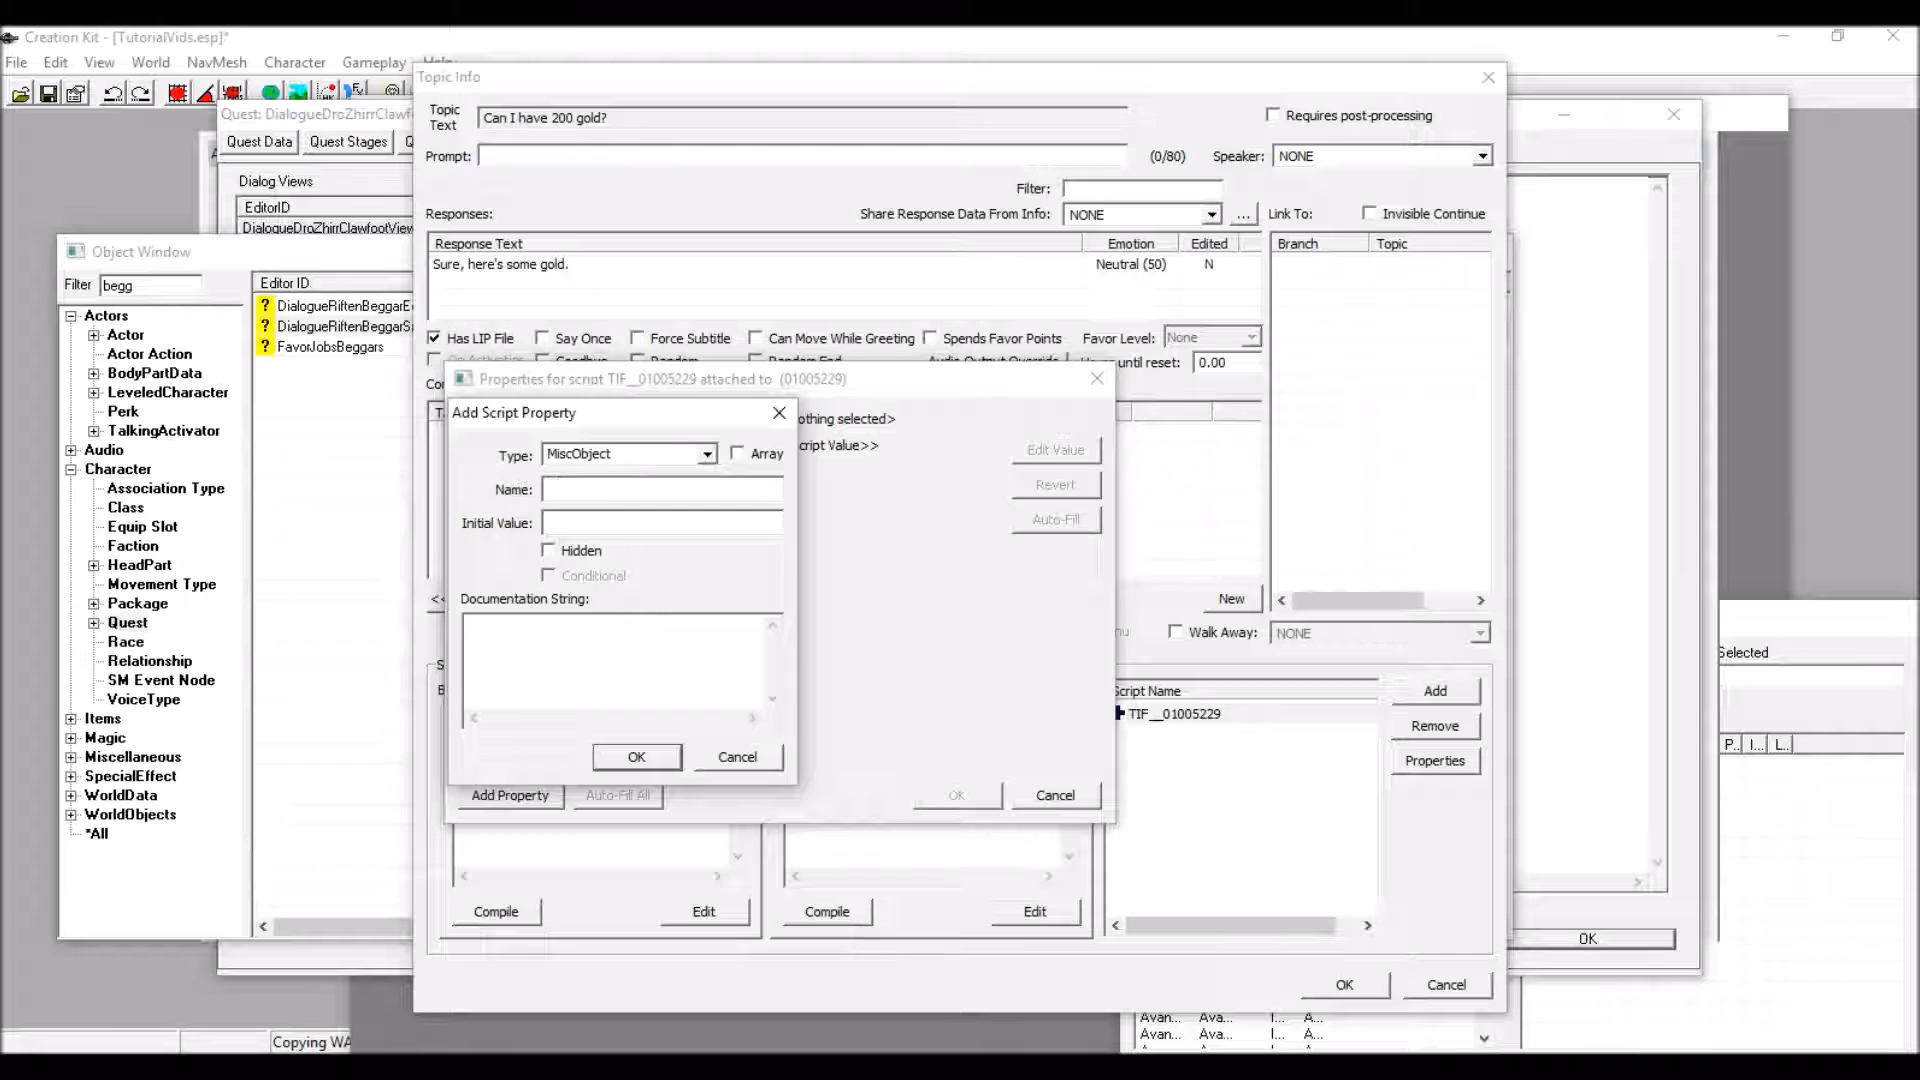 Creation Kit - [TutorialVids.esp]*
File Edit View World NavMesh Character Gameplay Help
Topic Info
Quest: DialogueDroZhirrClawf
Quest Data Quest Stages
Dialog Views
EditorID
DialogueDroZhirrClawfootView
Topic Text
Can I have 200 gold?
Requires post-processing
Prompt:
(0/80)
Speaker: NONE
Filter:
Responses:
Share Response Data From Info: NONE ...
Link To:
Invisible Continue
Response Text Emotion Edited
Sure, here's some gold. Neutral (50) N
Branch Topic
Has LIP File Say Once Force Subtitle Can Move While Greeting Spends Favor Points Favor Level: None
until reset: 0.00
Object Window
Filter begg
Editor ID
DialogueRiftenBeggarE
DialogueRiftenBeggarS
FavorJobsBeggars
Actors
Actor
Actor Action
BodyPartData
LeveledCharacter
Perk
TalkingActivator
Audio
Character
Association Type
Class
Equip Slot
Faction
HeadPart
Movement Type
Package
Quest
Race
Relationship
SM Event Node
VoiceType
Items
Magic
Miscellaneous
SpecialEffect
WorldData
WorldObjects
*All
Properties for script TIF__01005229 attached to (01005229)
othing selected>
cript Value>>
Edit Value
Revert
Auto-Fill
Add Script Property
Type: MiscObject Array
Name:
Initial Value:
Hidden
Conditional
Documentation String:
OK Cancel
Add Property Auto-Fill All OK Cancel
New
Walk Away: NONE
Script Name
TIF__01005229
Add
Remove
Properties
Compile Edit Compile Edit
OK Cancel
OK
Selected
P.. I... L..
Avan... Ava... I... A...
Avan... Ava... I... A...
Copying WA